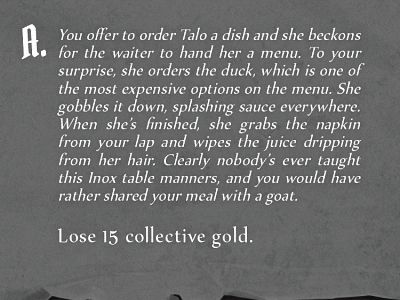 A. You offer to order Talo a dish and she beckons
for the waiter to hand her a menu. To your
surprise, she orders the duck, which is one of
the most expensive options on the menu. She
gobbles it down, splashing sauce everywhere.
When she's finished, she grabs the napkin
from your lap and wipes the juice dripping
from her hair. Clearly nobody's ever taught
this Inox table manners, and you would have
rather shared your meal with a goat.
Lose 15 collective gold.